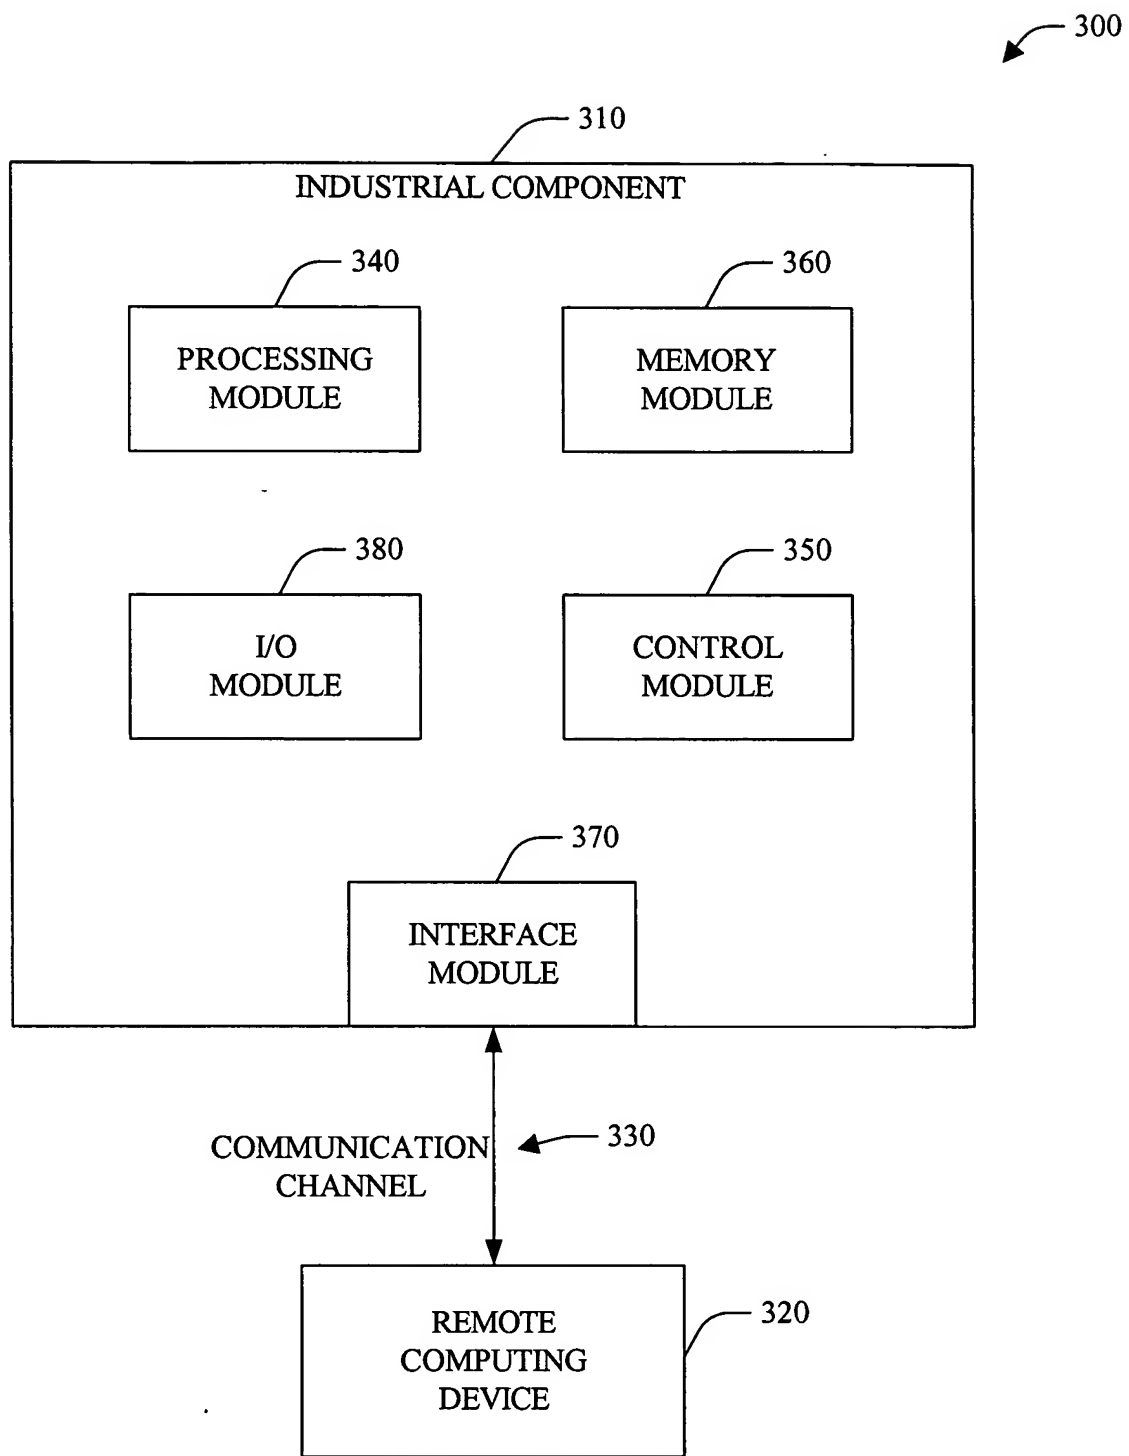 300
310
INDUSTRIAL COMPONENT
340
360
PROCESSING
MODULE
MEMORY
MODULE
380
350
I/O
MODULE
CONTROL
MODULE
370
INTERFACE
MODULE
COMMUNICATION
CHANNEL
330
320
REMOTE
COMPUTING
DEVICE